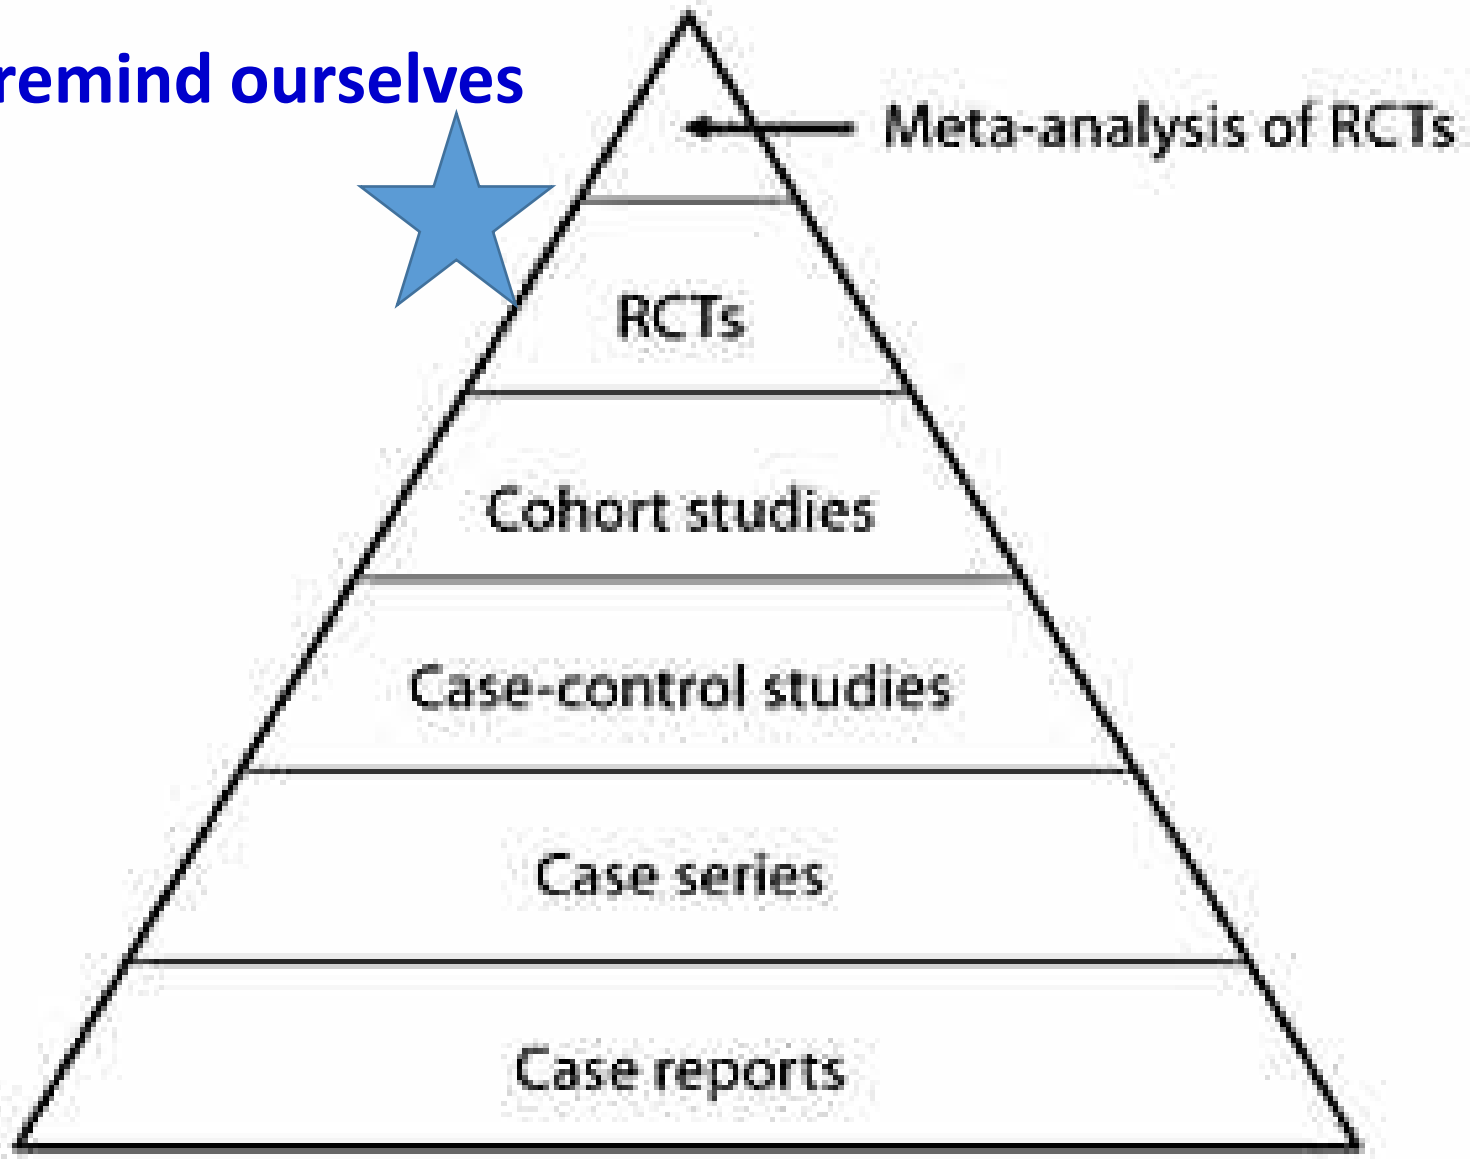 remind ourselves
Meta-analysis of RCTs
RCTs
Cohort studies
Case-control studies
Case series
Case reports